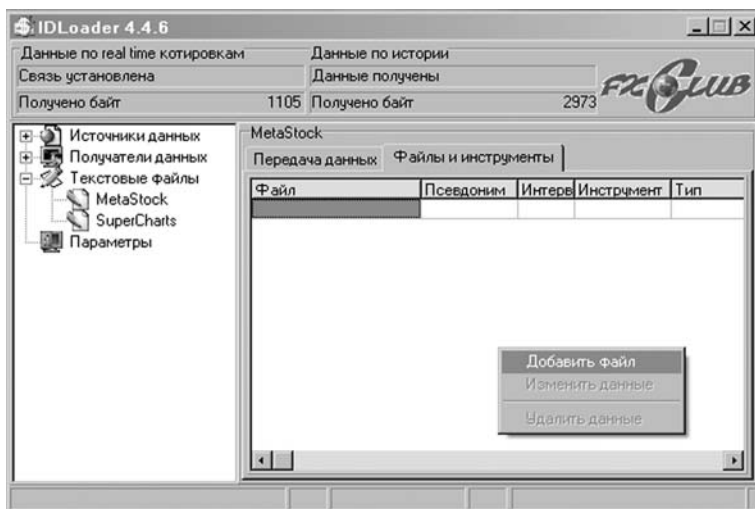 IDLoader 4.4.6
Данные по real time котировкам
Данные по истории
Связь установлена
Данные получены
Получено байт 1105
Получено байт 2973
FX CLUB
Источники данных
Получатели данных
Текстовые файлы
MetaStock
SuperCharts
Параметры
MetaStock
Передача данных Файлы и инструменты
Файл Псевдоним Интерв Инструмент Тип
Добавить файл
Изменить данные
Удалить данные